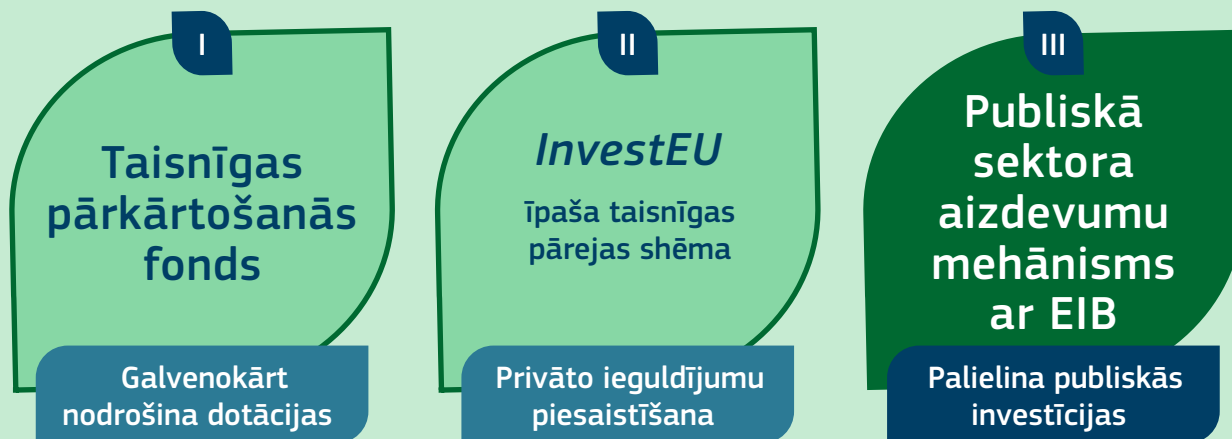 I
Taisnīgas
pārkārtošanās
fonds
Galvenokārt
nodrošina dotācijas
II
InvestEU
īpaša taisnīgas
pārejas shēma
Privāto ieguldījumu
piesaistīšana
III
Publiskā
sektora
aizdevumu
mehānisms
ar EIB
Palielina publiskās
investīcijas